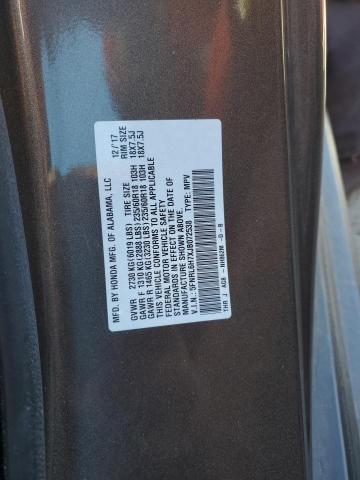 MFD. BY HONDA MFG. OF ALABAMA, LLC 12/'17
GVWR 2730 KG(6019 LBS) TIRE SIZE RIM SIZE
GAWR F 1310 KG(2888 LBS) 235/60R18 103H 18X7.5J
GAWR R 1465 KG(3230 LBS) 235/60R18 103H 18X7.5J
THIS VEHICLE CONFORMS TO ALL APPLICABLE
FEDERAL MOTOR VEHICLE SAFETY
STANDARDS IN EFFECT ON THE DATE OF
MANUFACTURE SHOWN ABOVE.
V.I.N.: 5FNRL6H7XJB072538 TYPE: MPV
THR J